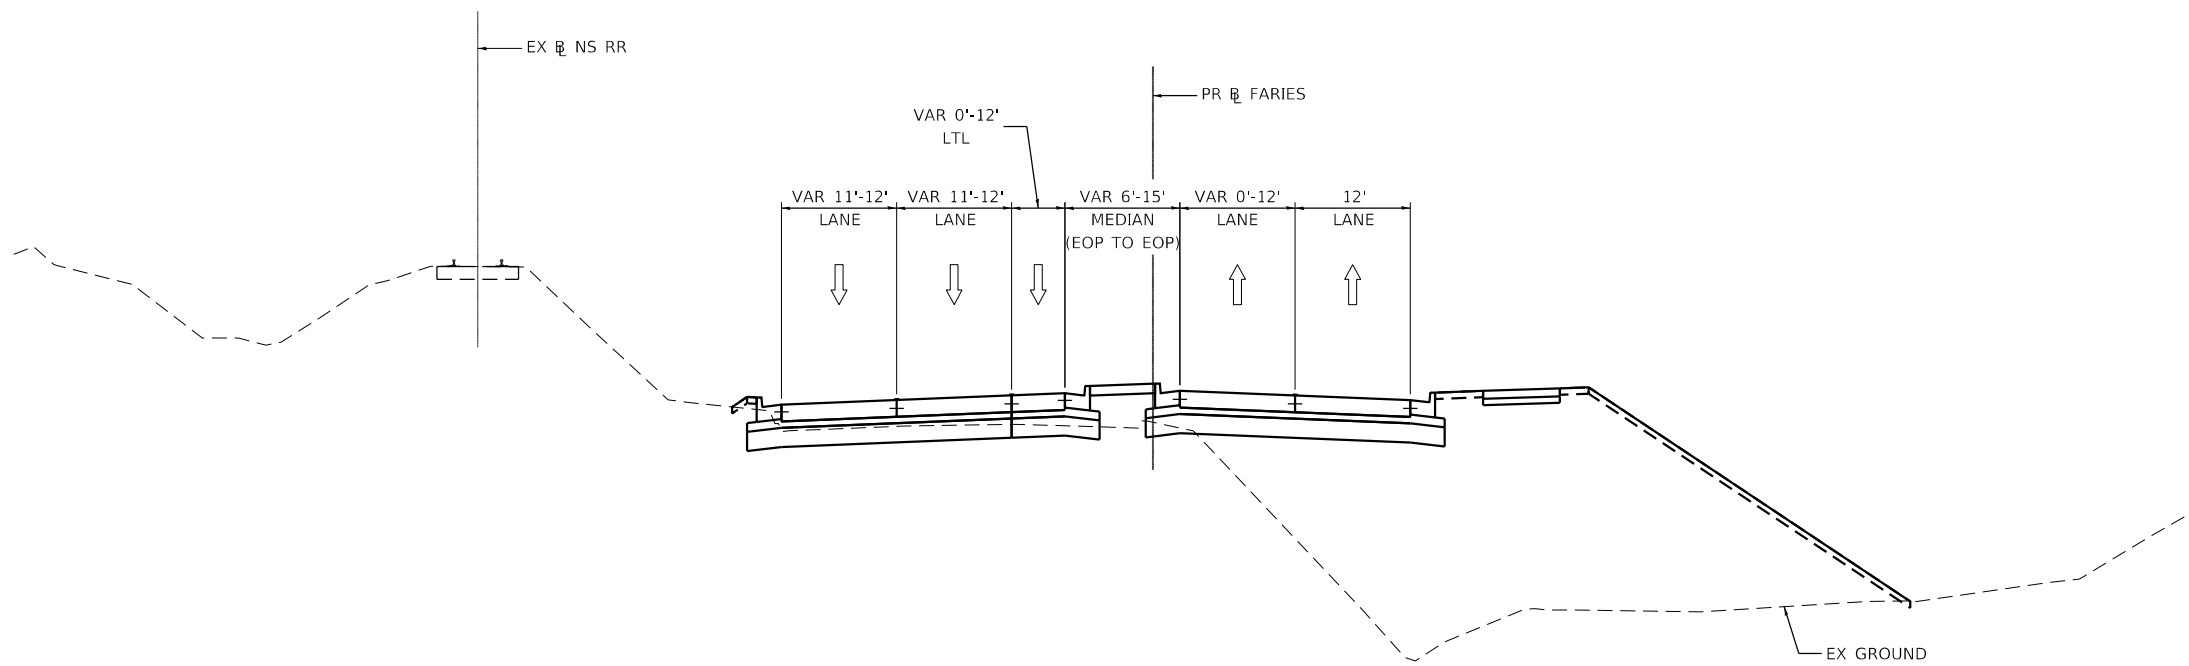 EX ⅊ NS RR
PR ⅊ FARIES
VAR 0'-12'
LTL
VAR 11'-12'
LANE
VAR 11'-12'
LANE
VAR 6'-15'
MEDIAN
(EOP TO EOP)
VAR 0'-12'
LANE
12'
LANE
EX GROUND